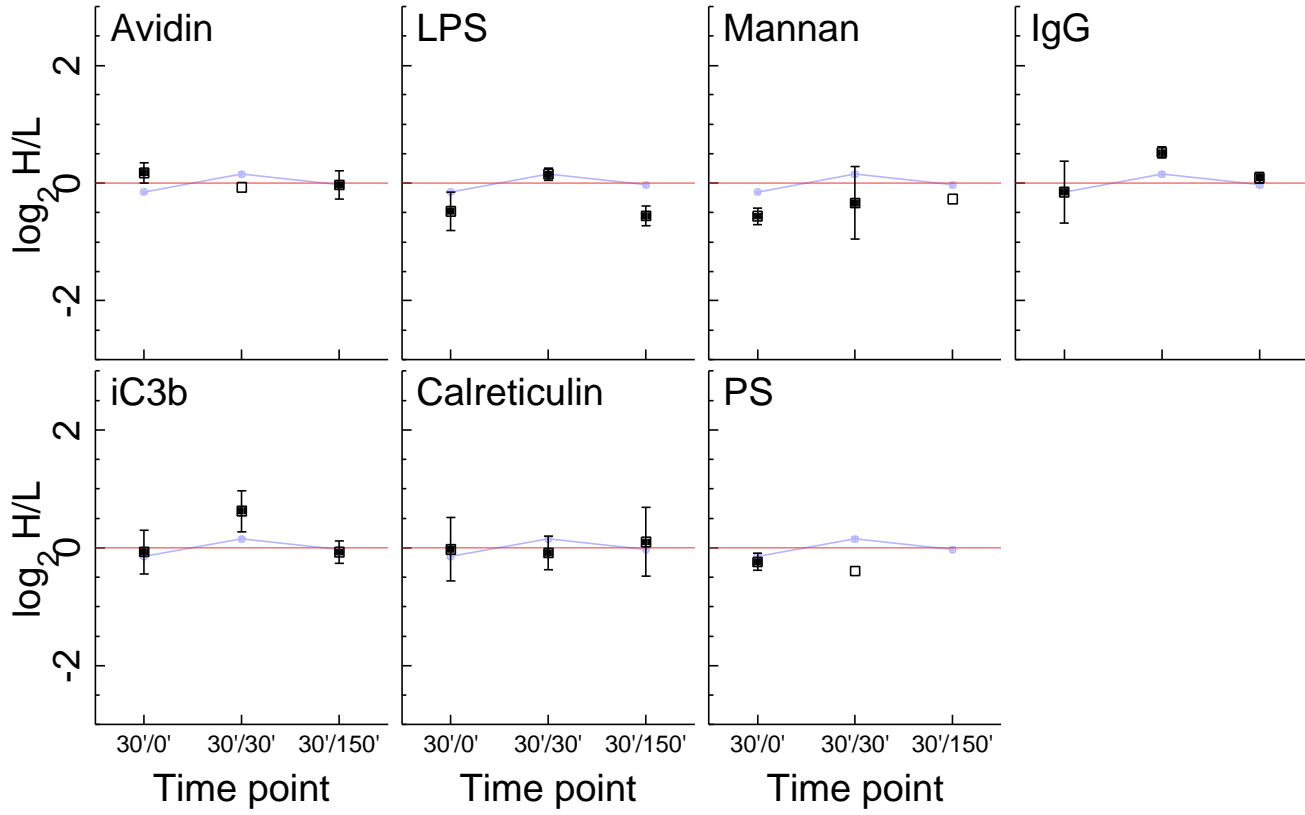 Avidin LPS Mannan IgG
2
0
-2
log2 H/L
iC3b Calreticulin PS
2
0
-2
log2 H/L
30'/0' 30'/30' 30'/150' 30'/0' 30'/30' 30'/150' 30'/0' 30'/30' 30'/150'
Time point Time point Time point